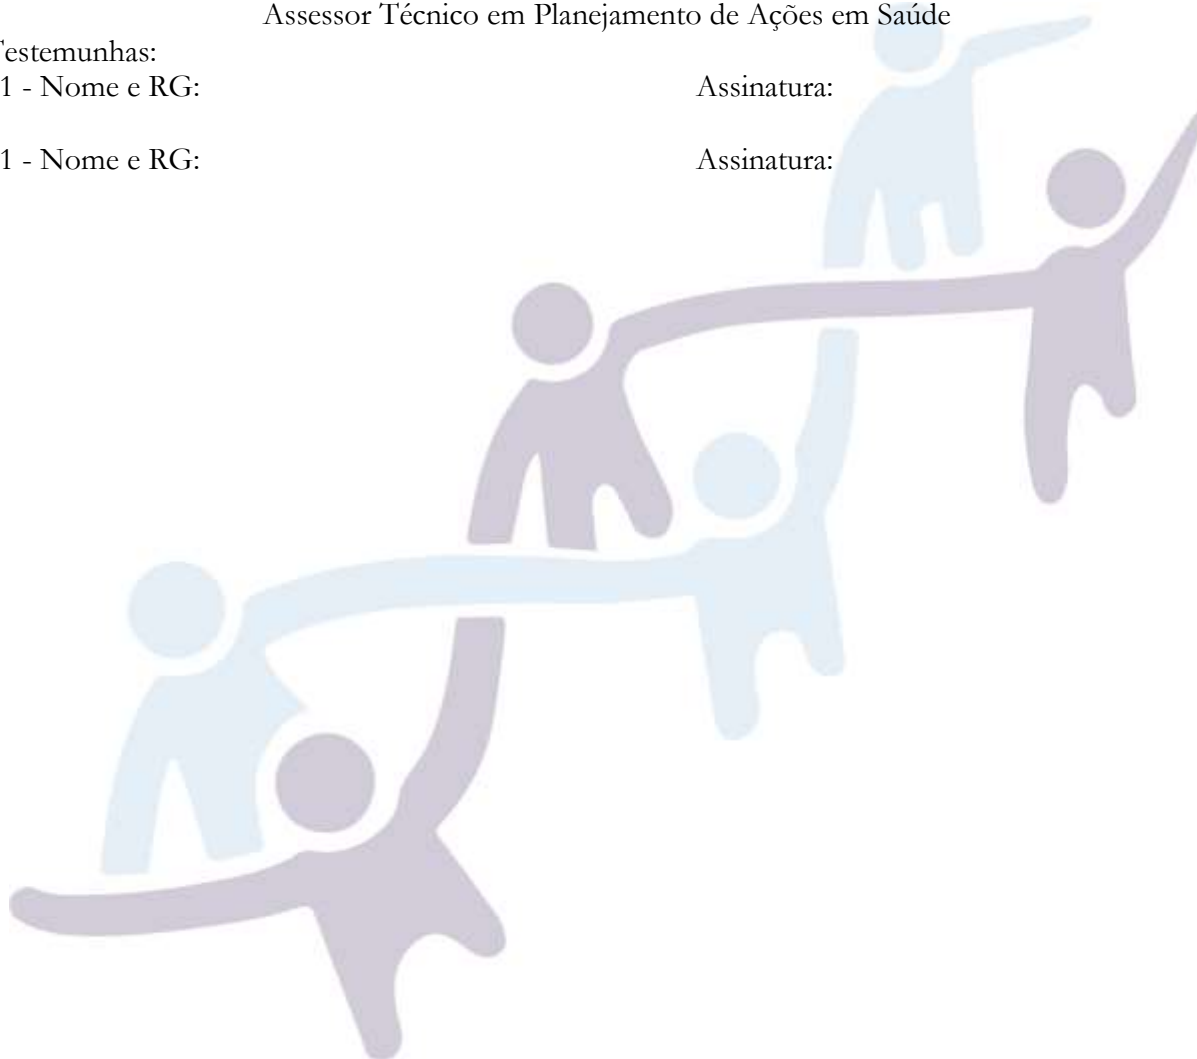 Assessor Técnico em Planejamento de Ações em Saúde
Testemunhas:
1 - Nome e RG: Assinatura:
1 - Nome e RG: Assinatura: